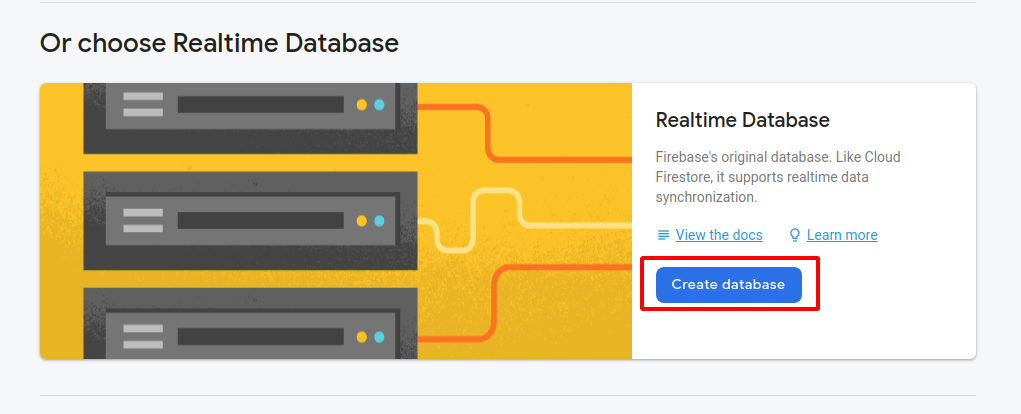 Or choose Realtime Database
Realtime Database
Firebase's original database. Like Cloud
Firestore, it supports realtime data
synchronization.
View the docs Learn more
Create database